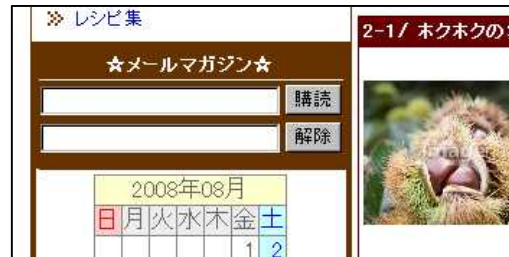 レシピ集
☆メールマガジン☆
購読
解除
2008年08月
日月火水木金土
1 2
2-1/ ホクホクの